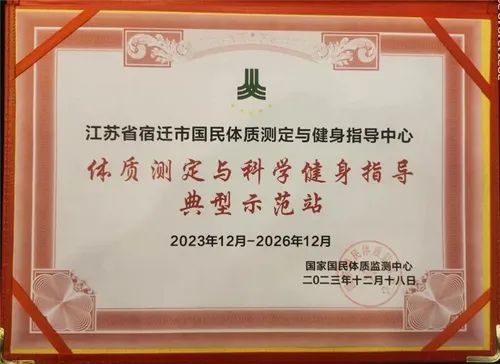 江苏省宿迁市国民体质测定与健身指导中心
体质测定与科学健身指导
典型示范站
2023年12月-2026年12月
国家国民体质监测中心
二〇二三年十二月十八日